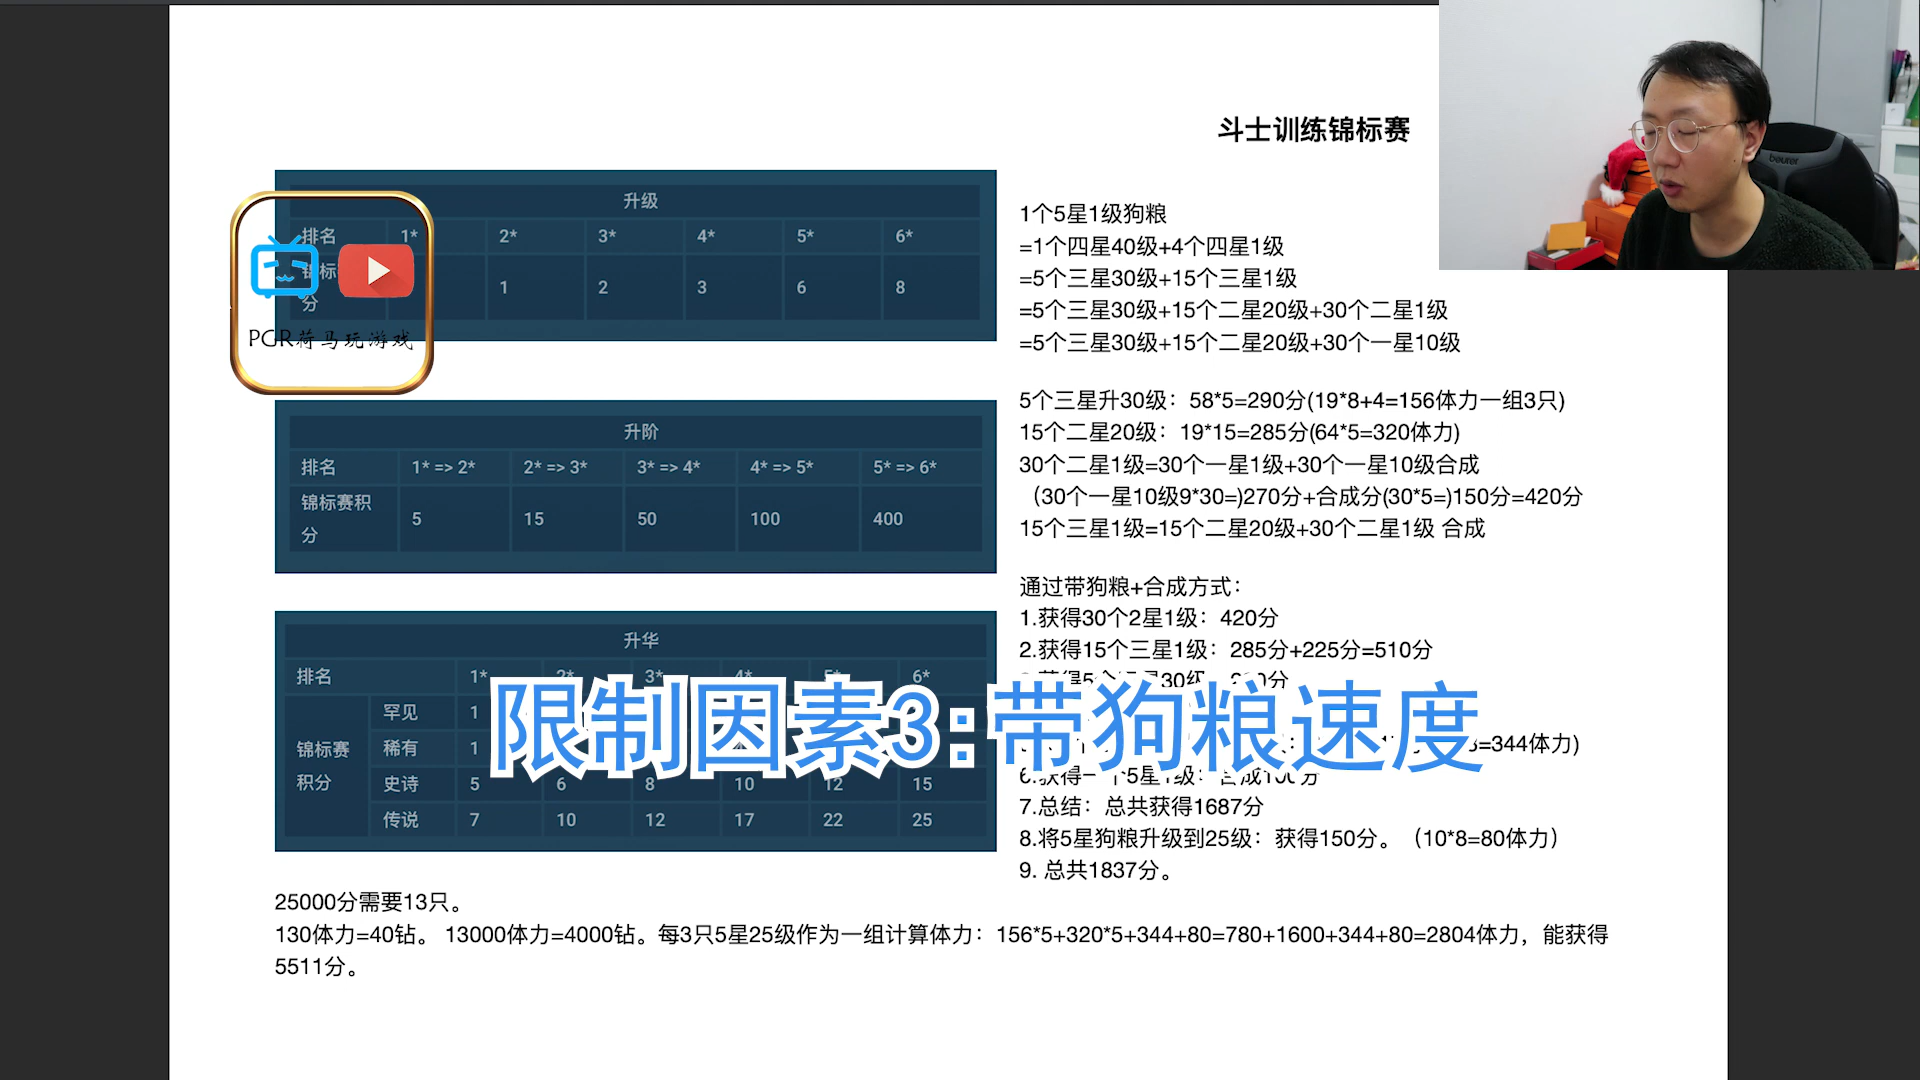 斗士训练锦标赛
beurer
升级
排名 1* 2* 3* 4* 5* 6*
锦标
分 1 2 3 6 8
PGR荷马玩游戏
升阶
排名 1* => 2* 2* => 3* 3* => 4* 4* => 5* 5* => 6*
锦标赛积
分 5 15 50 100 400
升华
排名 1* 2* 3* 4* 5* 6*
锦标赛
积分
罕见 1
稀有 1
史诗 5 6 8 10 12 15
传说 7 10 12 17 22 25
1个5星1级狗粮
=1个四星40级+4个四星1级
=5个三星30级+15个三星1级
=5个三星30级+15个二星20级+30个二星1级
=5个三星30级+15个二星20级+30个一星10级
5个三星升30级：58*5=290分(19*8+4=156体力一组3只)
15个二星20级：19*15=285分(64*5=320体力)
30个二星1级=30个一星1级+30个一星10级合成
（30个一星10级9*30=)270分+合成分(30*5=)150分=420分
15个三星1级=15个二星20级+30个二星1级 合成
通过带狗粮+合成方式：
1.获得30个2星1级：420分
2.获得15个三星1级：285分+225分=510分
=344体力)
7.总结：总共获得1687分
8.将5星狗粮升级到25级：获得150分。（10*8=80体力）
9. 总共1837分。
限制因素3:带狗粮速度
25000分需要13只。
130体力=40钻。 13000体力=4000钻。每3只5星25级作为一组计算体力：156*5+320*5+344+80=780+1600+344+80=2804体力，能获得
5511分。